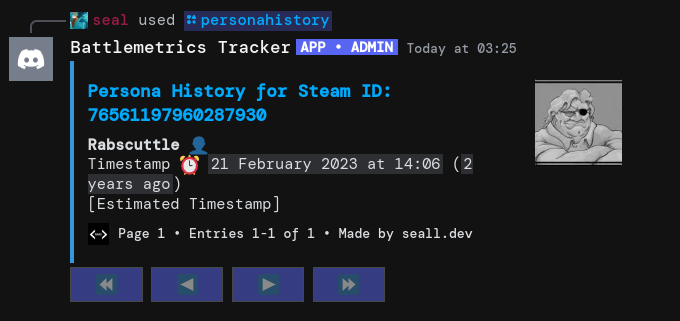 seal used personahistory
Battlemetrics Tracker APP • ADMIN Today at 03:25
Persona History for Steam ID:
76561197960287930
Rabscuttle 👤
Timestamp ⏰ 21 February 2023 at 14:06 (2
years ago)
[Estimated Timestamp]
Page 1 • Entries 1-1 of 1 • Made by seall.dev